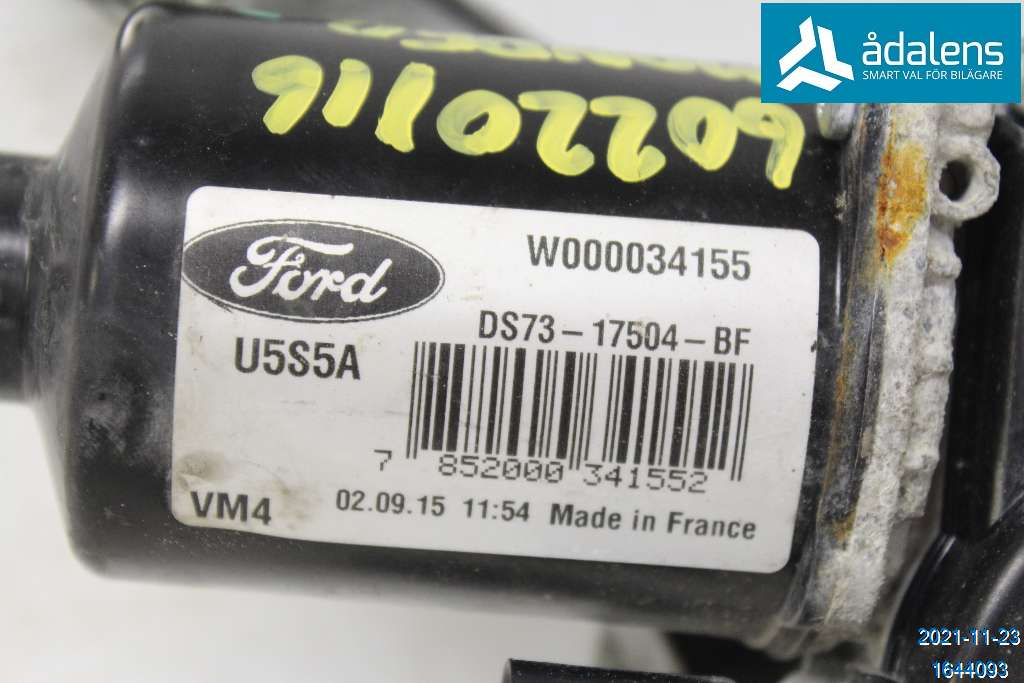 ådalens
SMART VAL FÖR BILÄGARE
Ford
W000034155
DS73-17504-BF
U5S5A
7 852000 341552
VM4
02.09.15 11:54 Made in France
2021-11-23
1644093